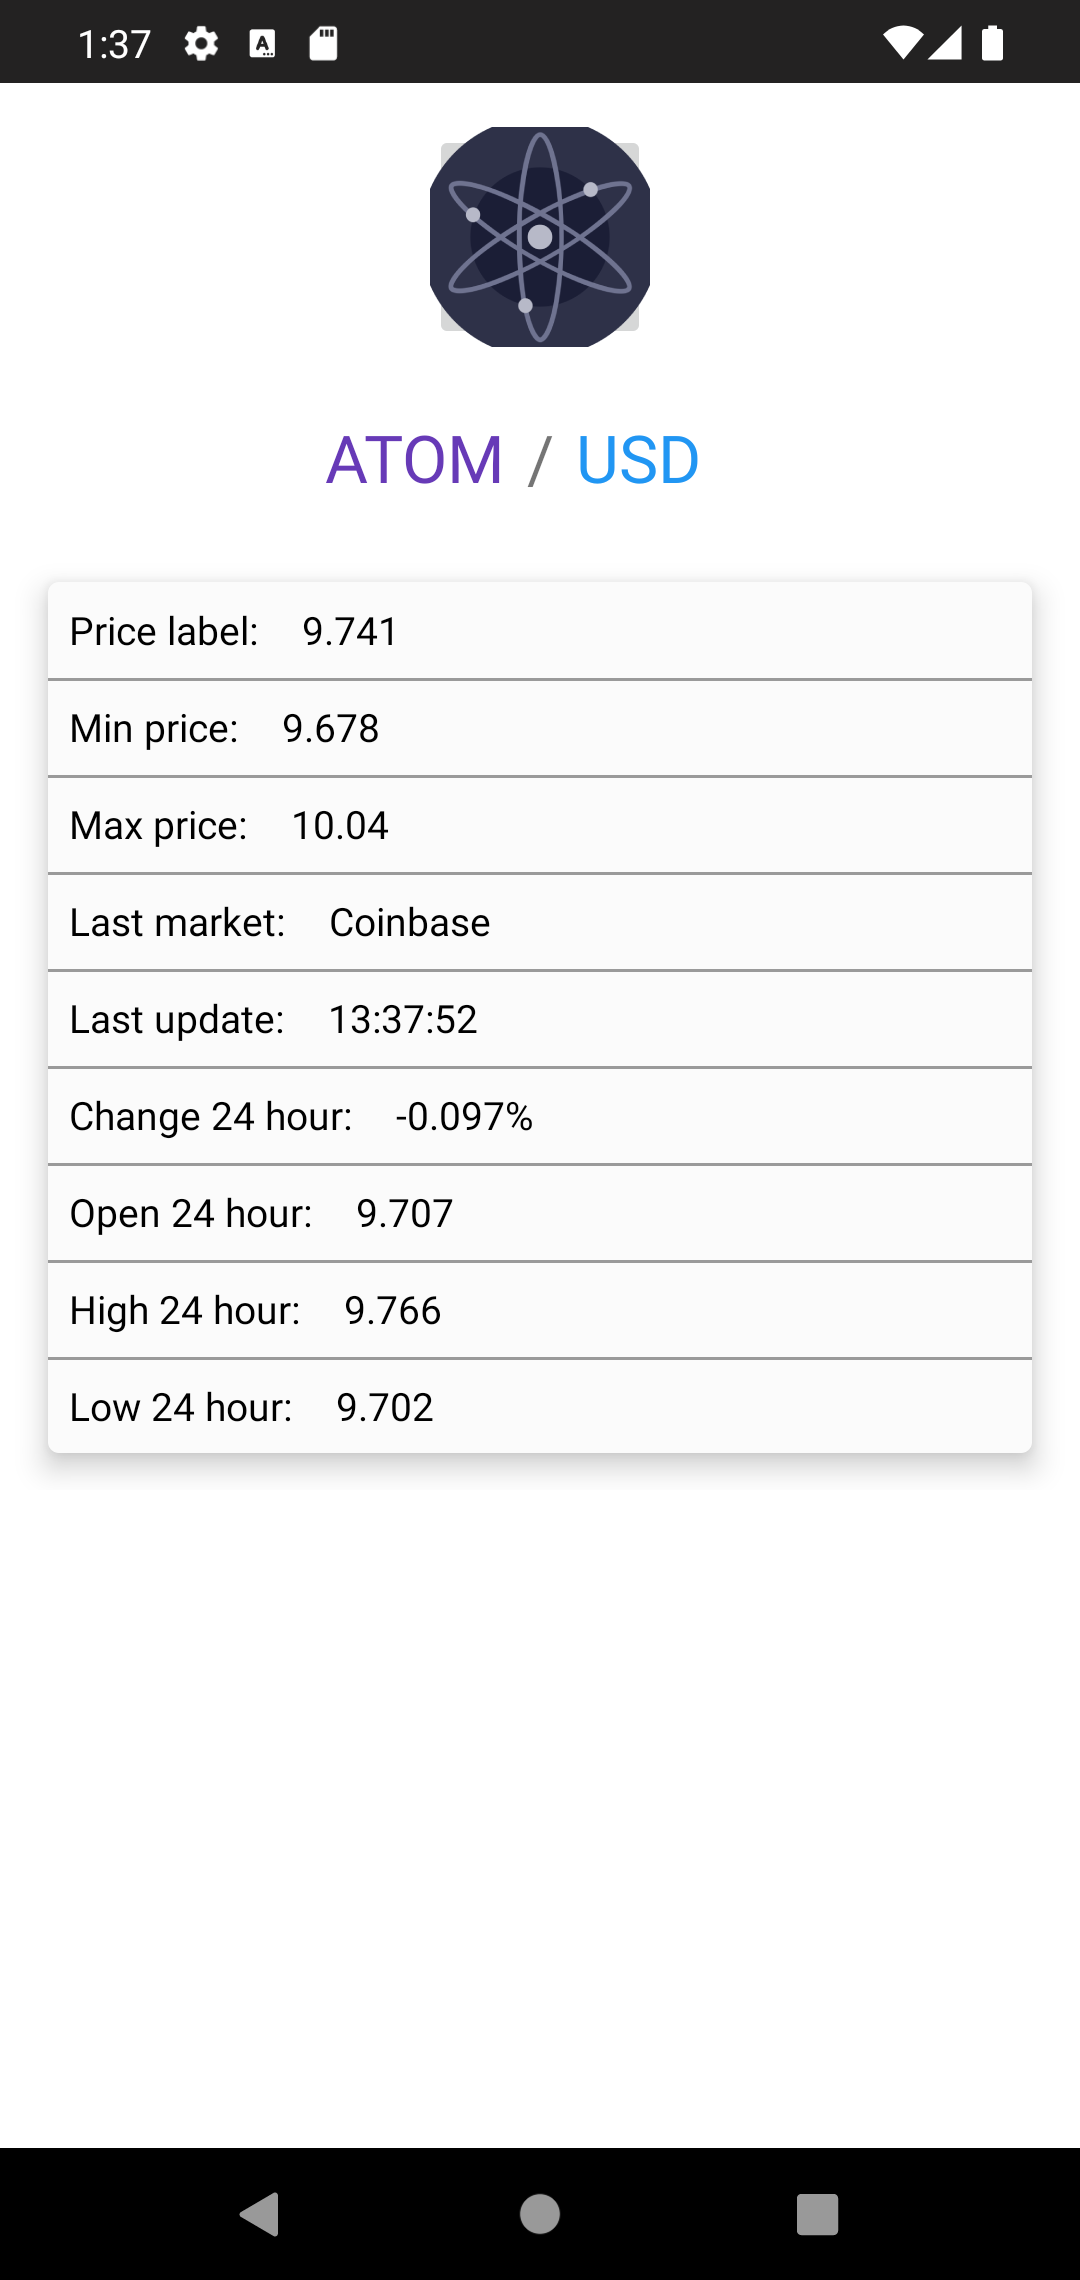 1:37
ATOM / USD
Price label: 9.741
Min price: 9.678
Max price: 10.04
Last market: Coinbase
Last update: 13:37:52
Change 24 hour: -0.097%
Open 24 hour: 9.707
High 24 hour: 9.766
Low 24 hour: 9.702